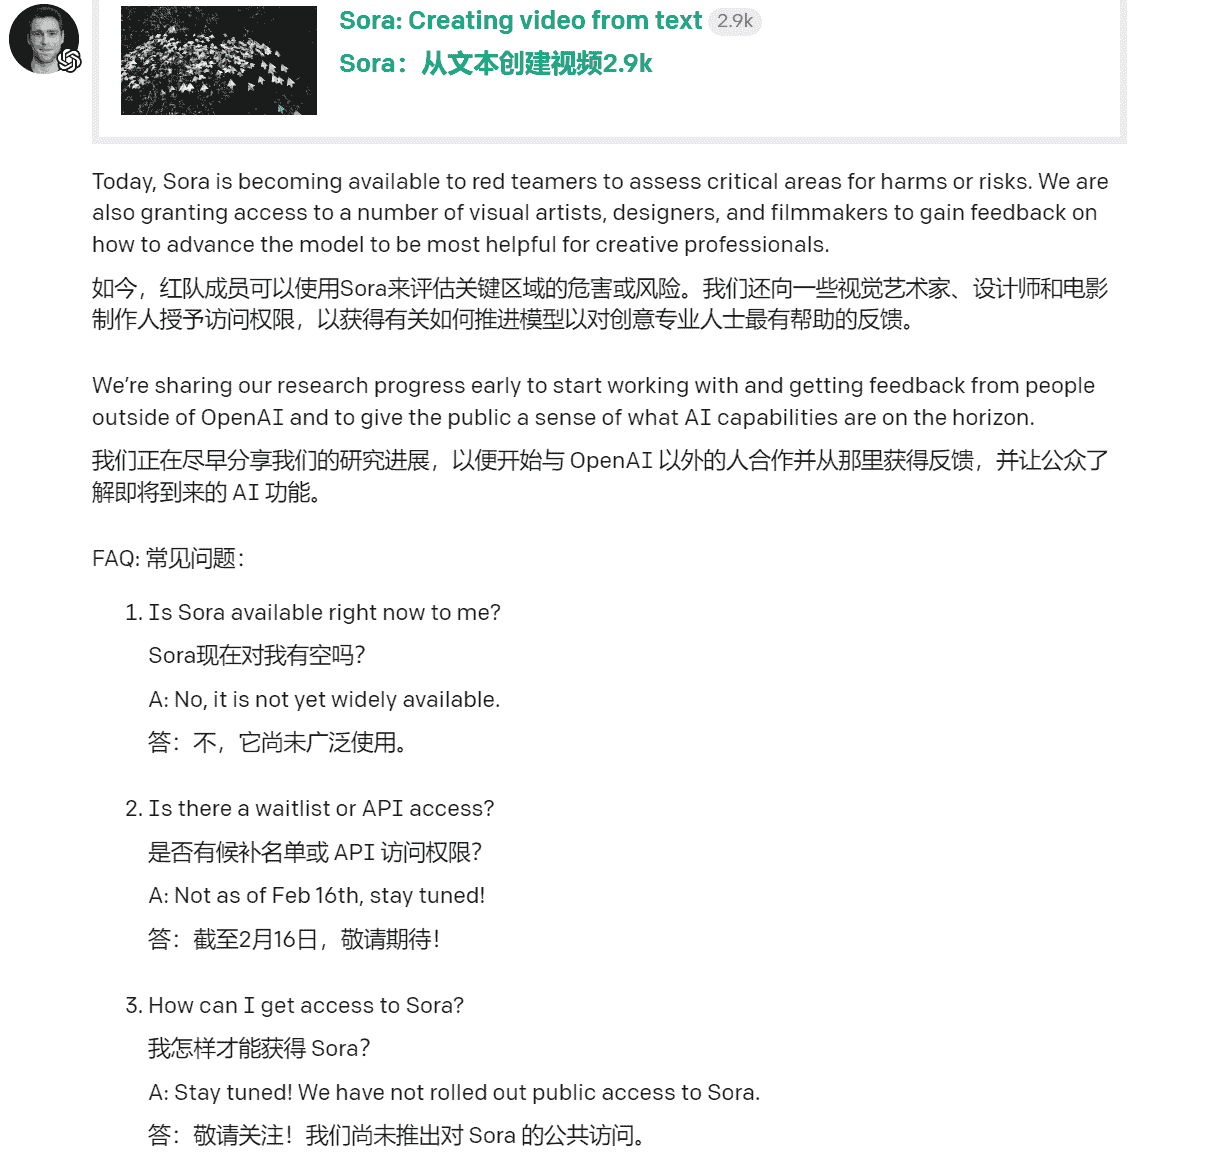 Sora: Creating video from text 2.9k
Sora：从文本创建视频2.9k
Today, Sora is becoming available to red teamers to assess critical areas for harms or risks. We are
also granting access to a number of visual artists, designers, and filmmakers to gain feedback on
how to advance the model to be most helpful for creative professionals.
如今，红队成员可以使用Sora来评估关键区域的危害或风险。我们还向一些视觉艺术家、设计师和电影
制作人授予访问权限，以获得有关如何推进模型以对创意专业人士最有帮助的反馈。
We’re sharing our research progress early to start working with and getting feedback from people
outside of OpenAI and to give the public a sense of what AI capabilities are on the horizon.
我们正在尽早分享我们的研究进展，以便开始与 OpenAI 以外的人合作并从那里获得反馈，并让公众了
解即将到来的 AI 功能。
FAQ: 常见问题：
1. Is Sora available right now to me?
Sora现在对我有空吗？
A: No, it is not yet widely available.
答：不，它尚未广泛使用。
2. Is there a waitlist or API access?
是否有候补名单或 API 访问权限？
A: Not as of Feb 16th, stay tuned!
答：截至2月16日，敬请期待！
3. How can I get access to Sora?
我怎样才能获得 Sora？
A: Stay tuned! We have not rolled out public access to Sora.
答：敬请关注！我们尚未推出对 Sora 的公共访问。